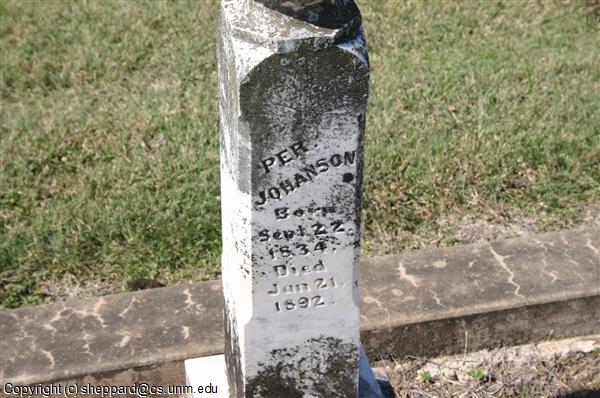 PER.
JOHANSON
Born
Sept. 22.
1834.
Died
Jan 21.
1892.
Copyright (c) sheppard@cs.unm.edu